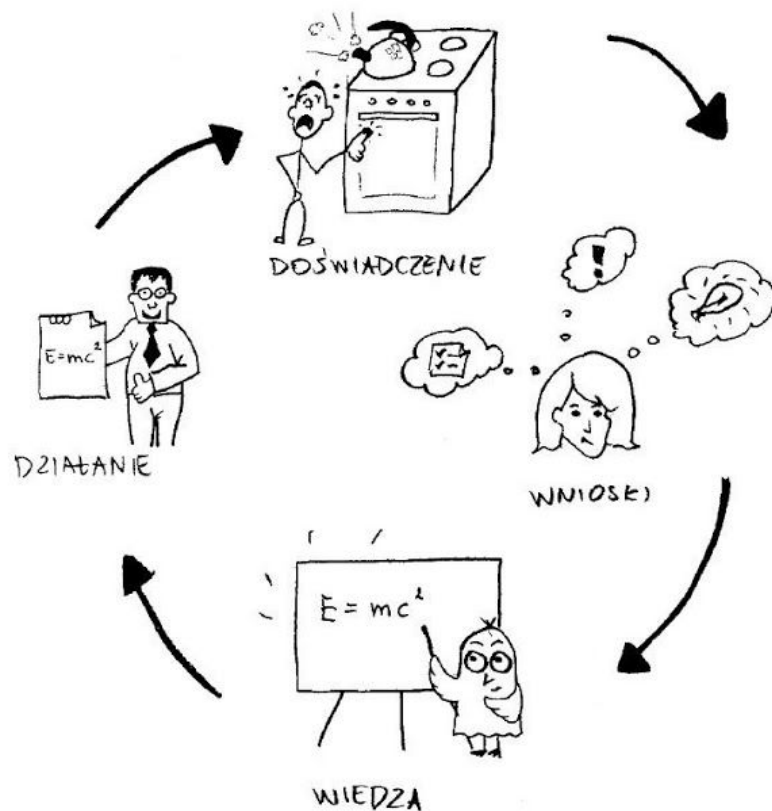 DOŚWIADCZENIE
E=mc²
DZIAŁANIE
WNIOSKI
E = mc²
WIEDZA